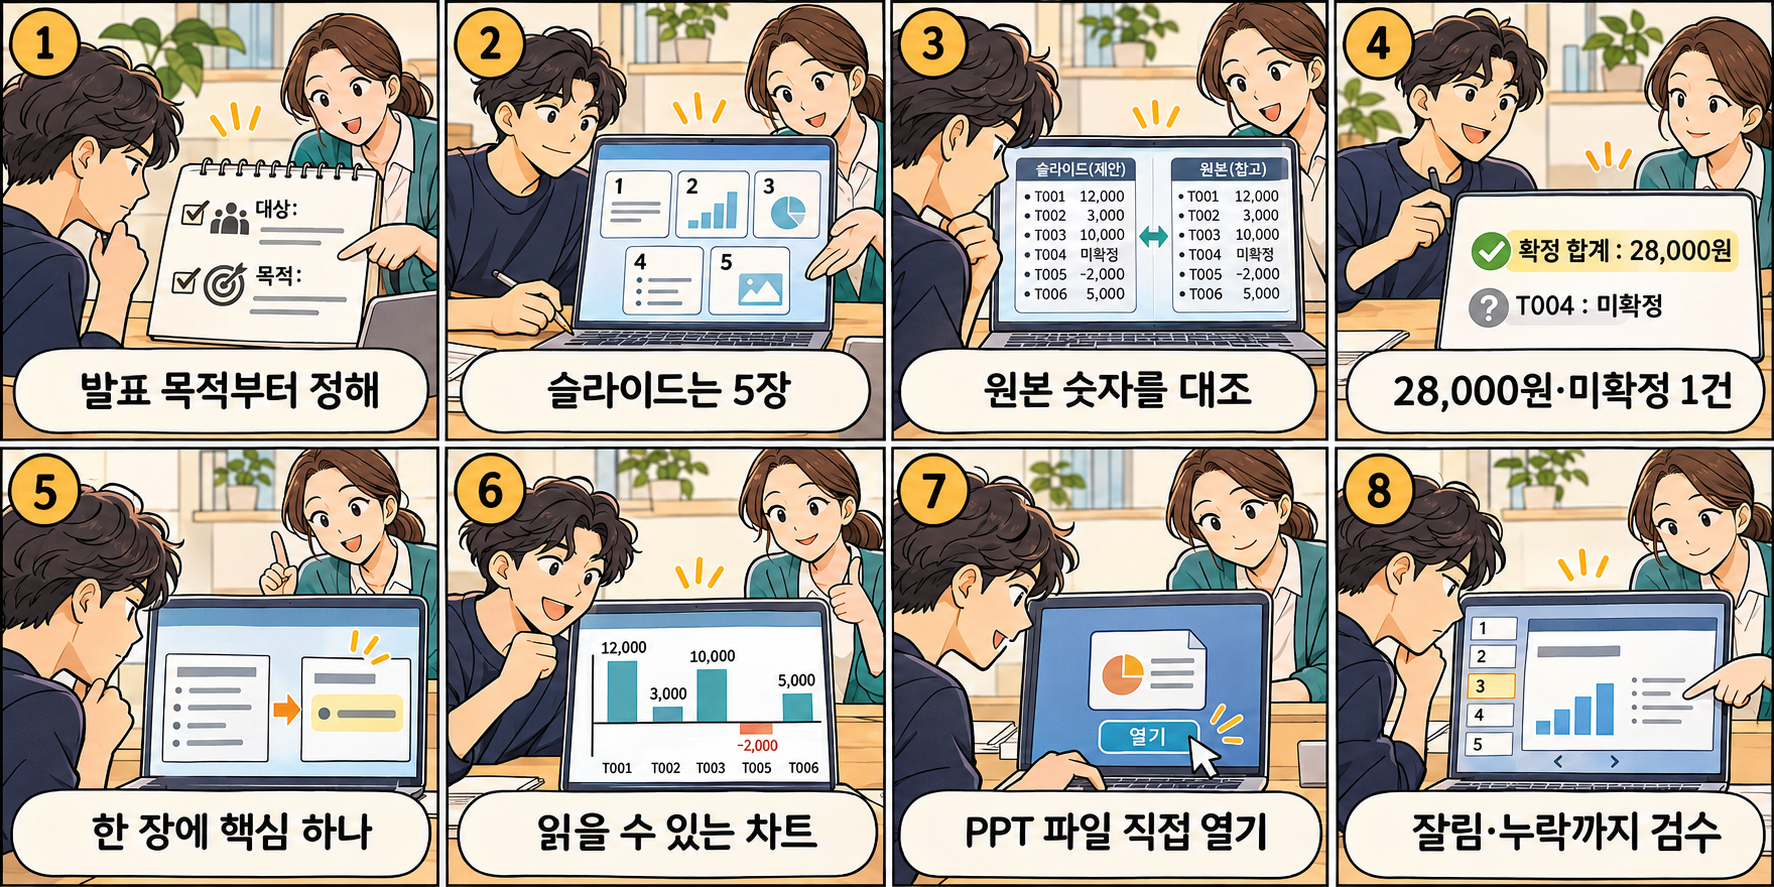 1
대상:
목적:
발표 목적부터 정해
2
1
2
3
4
5
슬라이드는 5장
3
슬라이드(제안)
• T001 12,000
• T002 3,000
• T003 10,000
• T004 미확정
• T005 -2,000
• T006 5,000
원본(참고)
• T001 12,000
• T002 3,000
• T003 10,000
• T004 미확정
• T005 -2,000
• T006 5,000
원본 숫자를 대조
4
확정 합계 : 28,000원
? T004 : 미확정
28,000원·미확정 1건
5
한 장에 핵심 하나
6
12,000
3,000
10,000
-2,000
5,000
T001 T002 T003 T005 T006
읽을 수 있는 차트
7
열기
PPT 파일 직접 열기
8
1
2
3
4
5
잘림·누락까지 검수